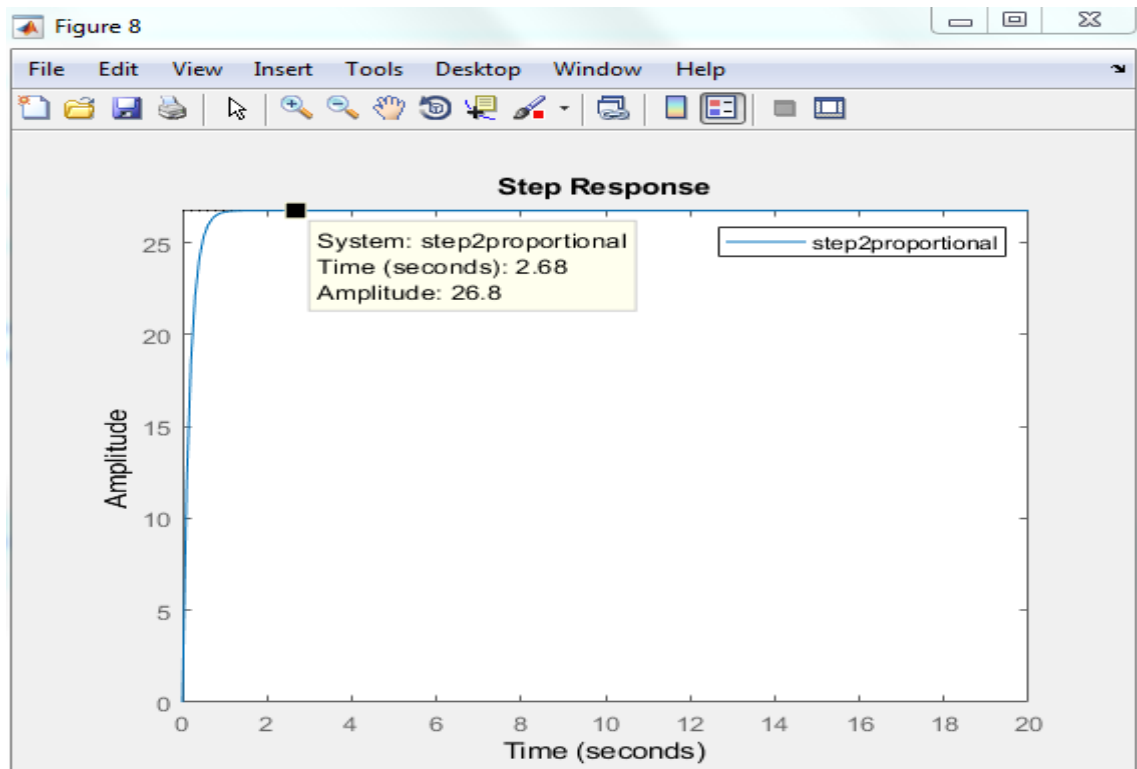 Figure 8
File Edit View Insert Tools Desktop Window Help
Step Response
System: step2proportional
Time (seconds): 2.68
Amplitude: 26.8
step2proportional
25
20
15
10
5
0
Amplitude
0 2 4 6 8 10 12 14 16 18 20
Time (seconds)